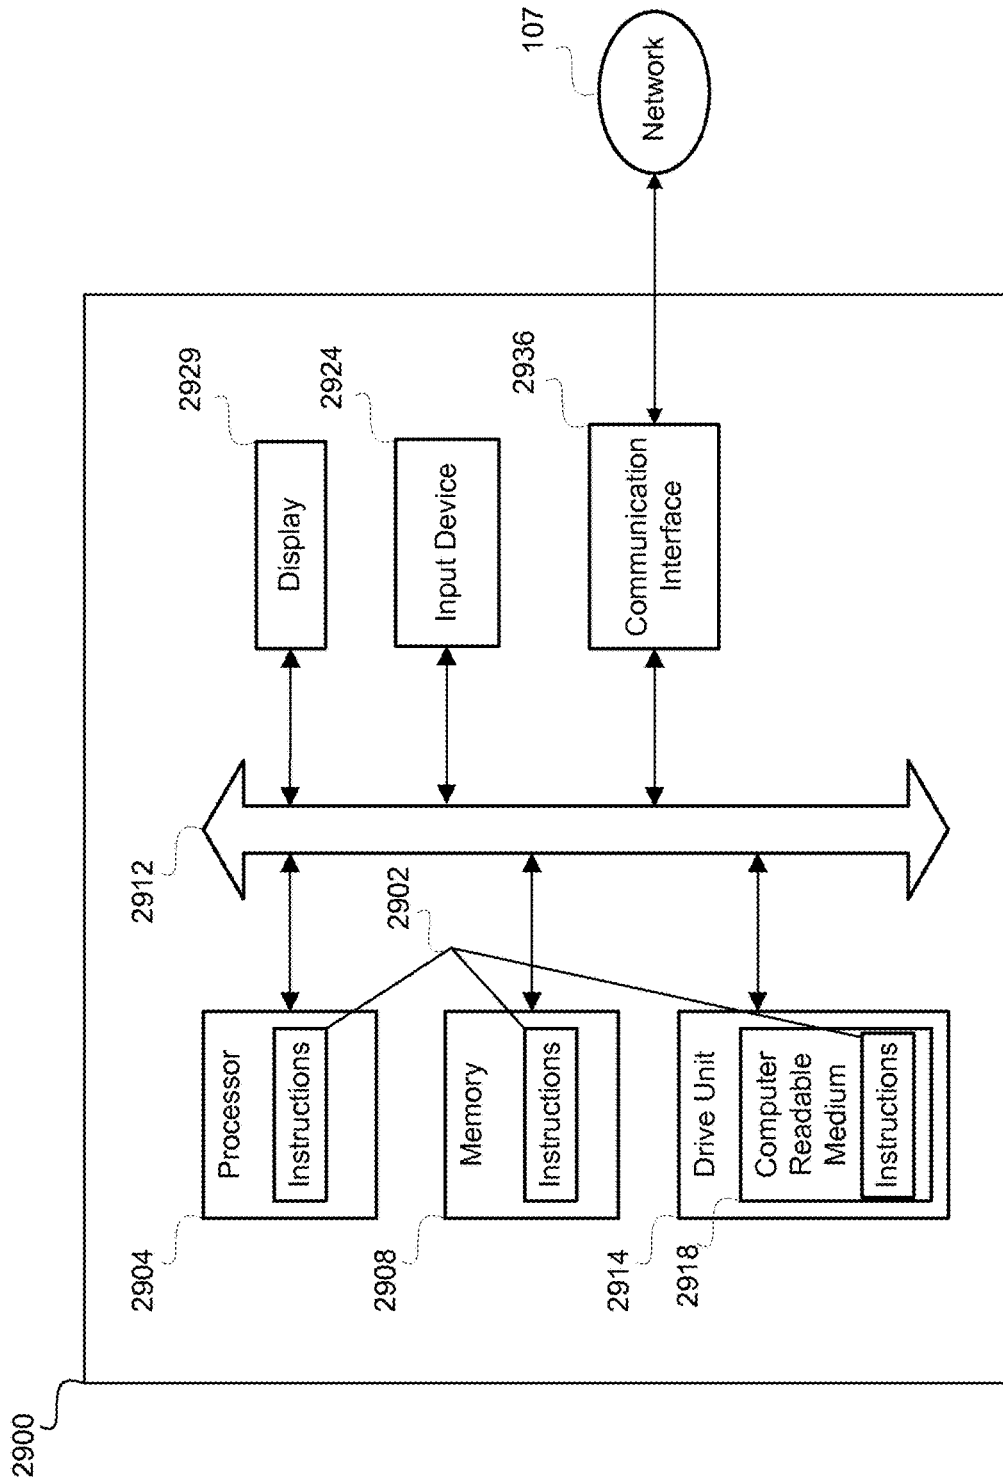 2900
2904
Processor
Instructions
2908
Memory
Instructions
2914
Drive Unit
2918
Computer
Readable
Medium
Instructions
2902
2912
2929
Display
2924
Input Device
2936
Communication
Interface
107
Network